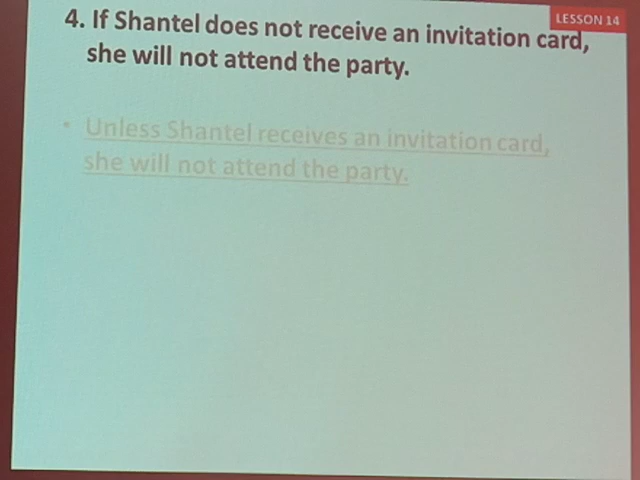 LESSON 14
4. If Shantel does not receive an invitation card,
she will not attend the party.
• Unless Shantel receives an invitation card,
she will not attend the party.